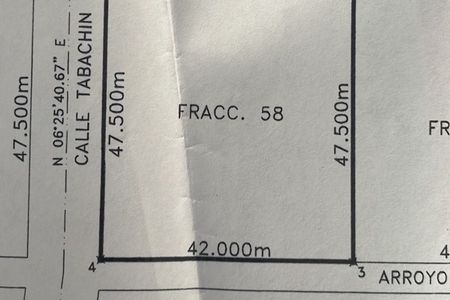 47.500m
N 06°25'40.67" E
CALLE TABACHIN
47.500m
FRACC. 58
47.500m
FR
42.000m
4
4
3
ARROYO